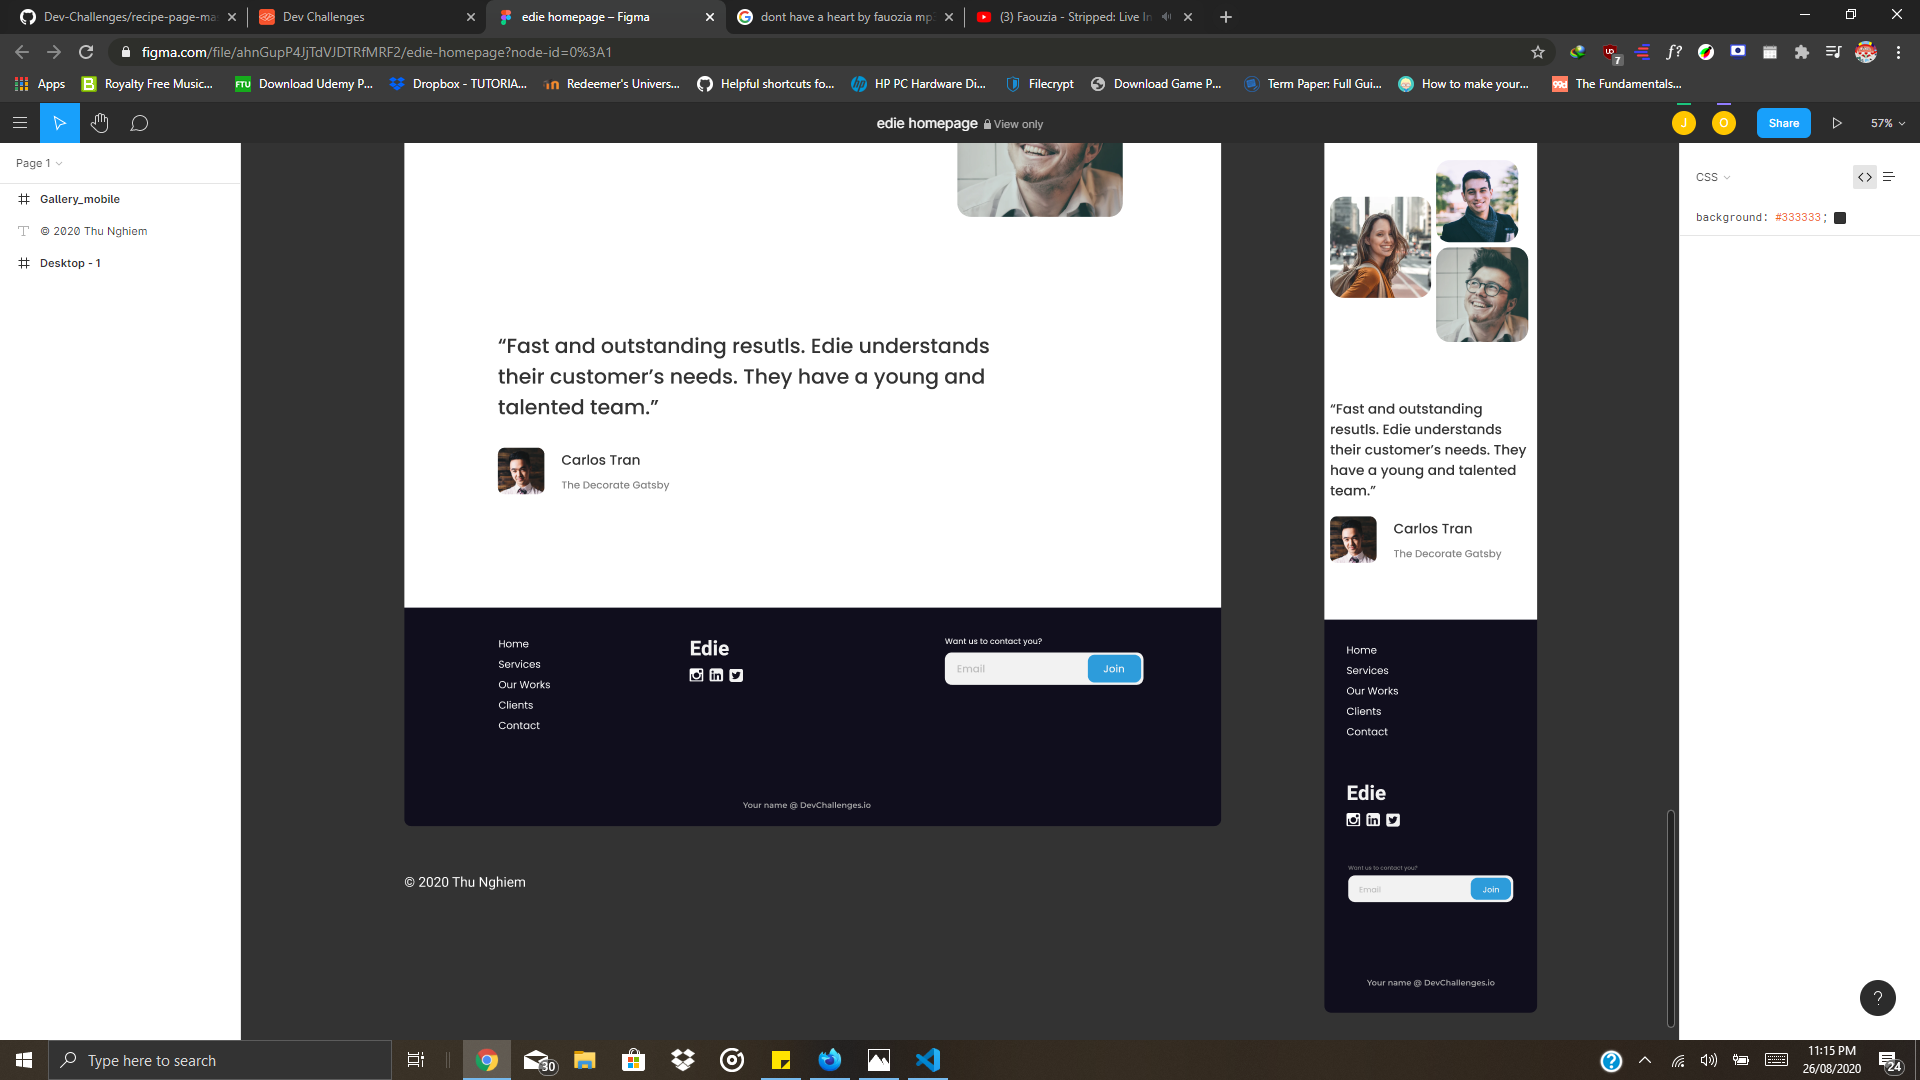 Dev-Challenges/recipe-page-ma
Dev Challenges
edie homepage – Figma
dont have a heart by fauozia mp
(3) Faouzia - Stripped: Live In
figma.com/file/ahnGupP4JjTdVJDTRfMRF2/edie-homepage?node-id=0%3A1
7
f?
Apps
Royalty Free Music...
FTU
Download Udemy P...
Dropbox - TUTORIA...
Redeemer's Univers...
Helpful shortcuts fo...
HP PC Hardware Di...
Filecrypt
Download Game P...
Term Paper: Full Gui...
How to make your...
99d
The Fundamentals...
edie homepage
View only
J
O
Share
57%
Page 1
Gallery_mobile
© 2020 Thu Nghiem
Desktop - 1
CSS
background: #333333;
“Fast and outstanding resutls. Edie understands
their customer’s needs. They have a young and
talented team.”
Carlos Tran
The Decorate Gatsby
Home
Services
Our Works
Clients
Contact
Edie
Want us to contact you?
Email
Join
Your name @ DevChallenges.io
© 2020 Thu Nghiem
“Fast and outstanding
resutls. Edie understands
their customer’s needs. They
have a young and talented
team.”
Carlos Tran
The Decorate Gatsby
Home
Services
Our Works
Clients
Contact
Edie
Want us to contact you?
Email
Join
Your name @ DevChallenges.io
?
Type here to search
30
?
11:15 PM
26/08/2020
24